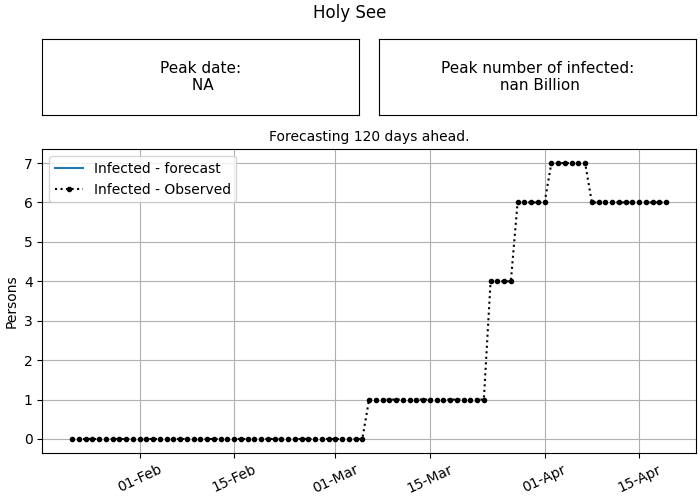 Holy See
Peak date:
NA
Peak number of infected:
nan Billion
Forecasting 120 days ahead.
Infected - forecast
Infected - Observed
Persons
7
6
5
4
3
2
1
0
01-Feb
15-Feb
01-Mar
15-Mar
01-Apr
15-Apr